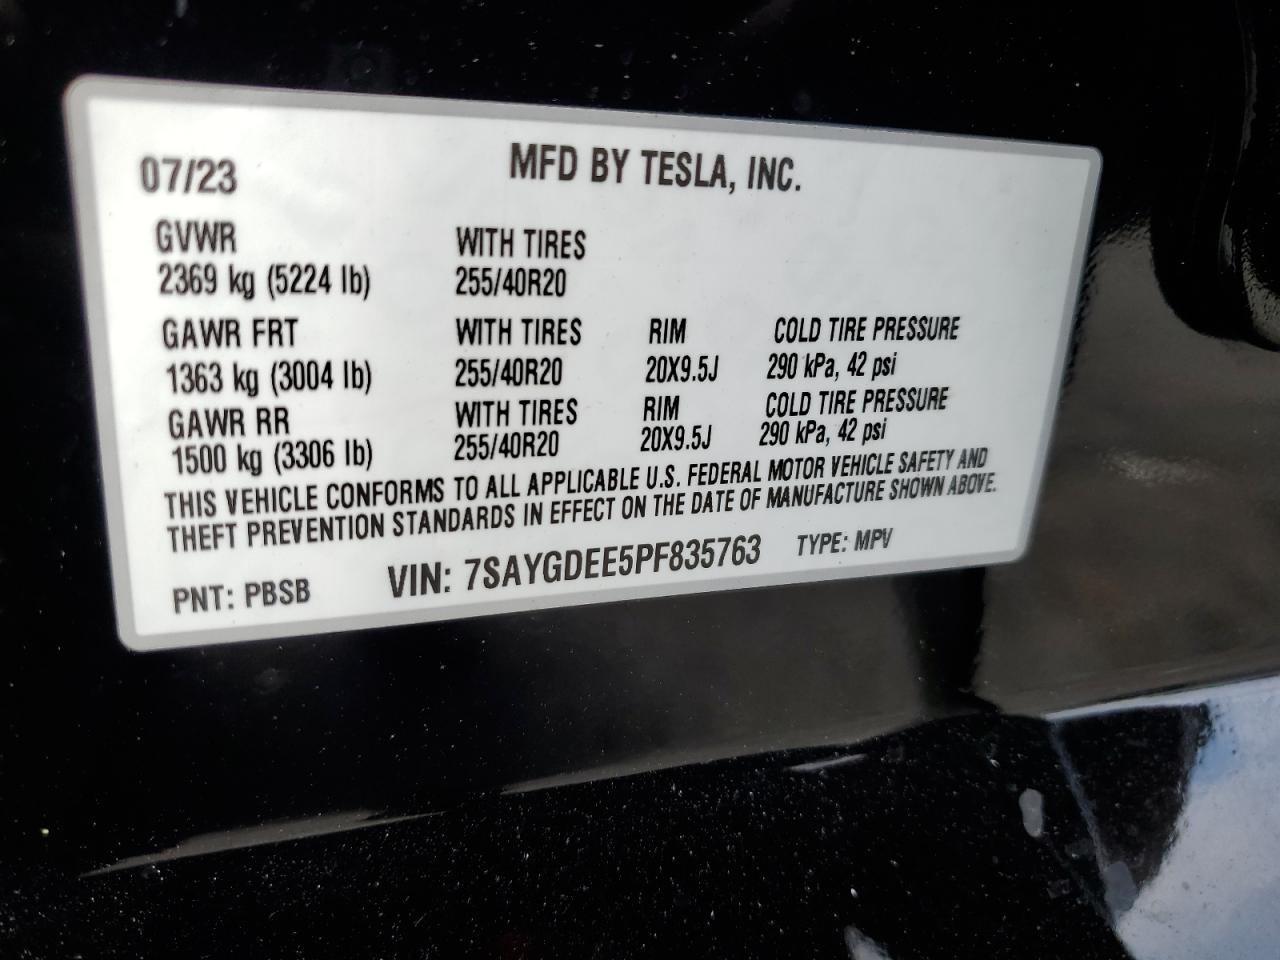 07/23 MFD BY TESLA, INC.
GVWR WITH TIRES
2369 kg (5224 lb) 255/40R20
GAWR FRT WITH TIRES RIM COLD TIRE PRESSURE
1363 kg (3004 lb) 255/40R20 20X9.5J 290 kPa, 42 psi
GAWR RR WITH TIRES RIM COLD TIRE PRESSURE
1500 kg (3306 lb) 255/40R20 20X9.5J 290 kPa, 42 psi
THIS VEHICLE CONFORMS TO ALL APPLICABLE U.S. FEDERAL MOTOR VEHICLE SAFETY AND
THEFT PREVENTION STANDARDS IN EFFECT ON THE DATE OF MANUFACTURE SHOWN ABOVE.
PNT: PBSB VIN: 7SAYGDEE5PF835763 TYPE: MPV